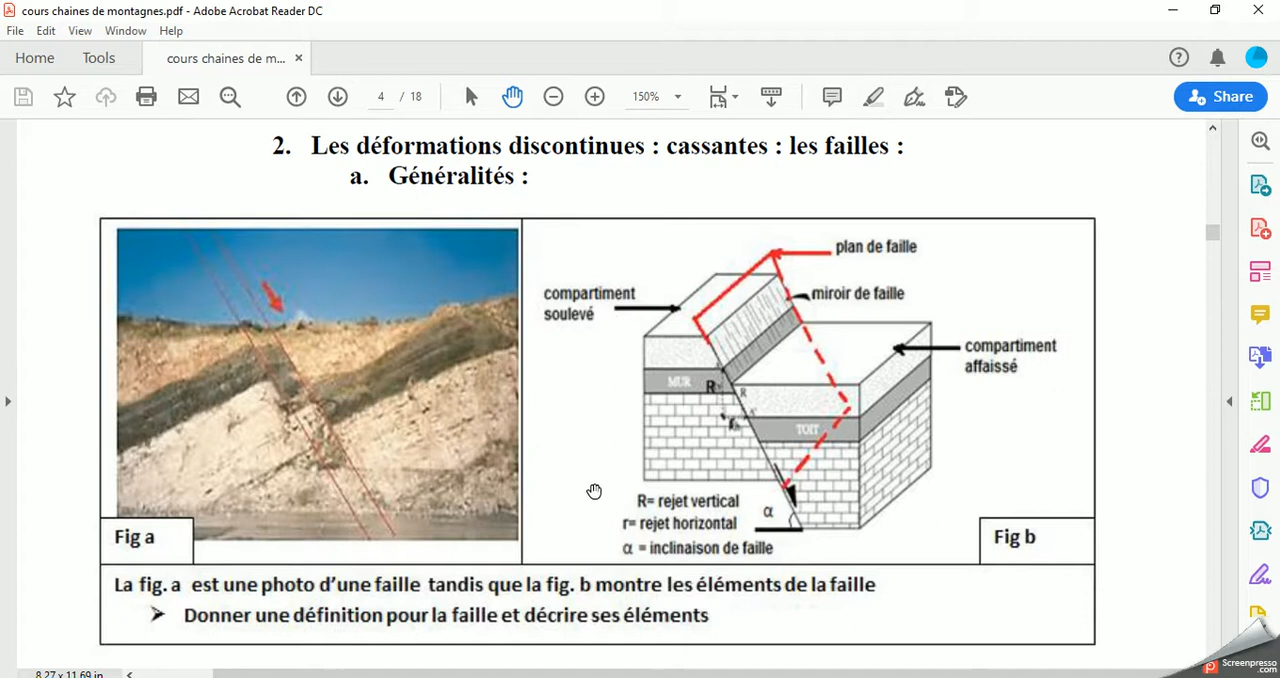 cours chaines de montagnes.pdf - Adobe Acrobat Reader DC
File Edit View Window Help
Home Tools cours chaines de m... ×
4 / 18 150% Share
2. Les déformations discontinues : cassantes : les failles :
a. Généralités :
plan de faille
compartiment
soulevé
miroir de faille
compartiment
affaissé
MUR
R
R
TOIT
R= rejet vertical
r= rejet horizontal
α = inclinaison de faille
α
Fig a
Fig b
La fig. a est une photo d'une faille tandis que la fig. b montre les éléments de la faille
➢ Donner une définition pour la faille et décrire ses éléments
8,27 x 11,69 in
Screenpresso
.com